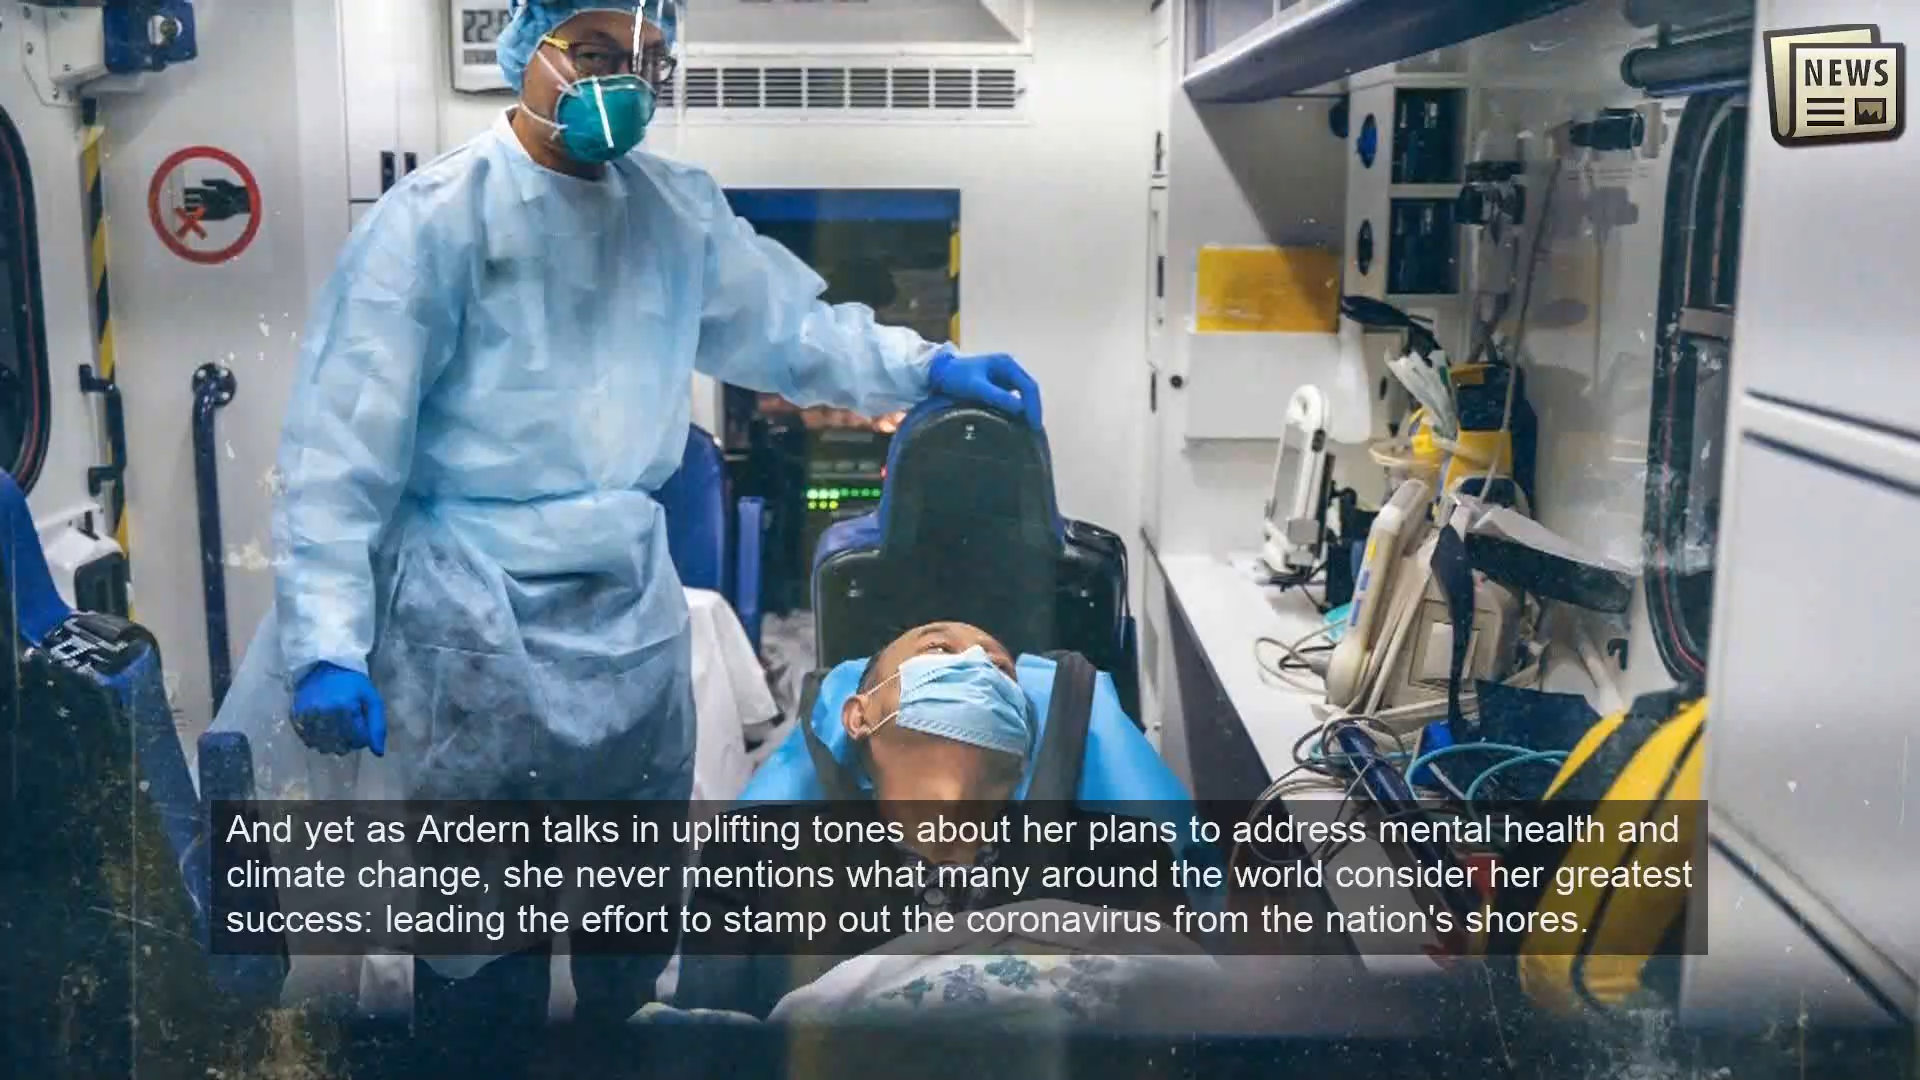 NEWS
And yet as Ardern talks in uplifting tones about her plans to address mental health and
climate change, she never mentions what many around the world consider her greatest
success: leading the effort to stamp out the coronavirus from the nation's shores.